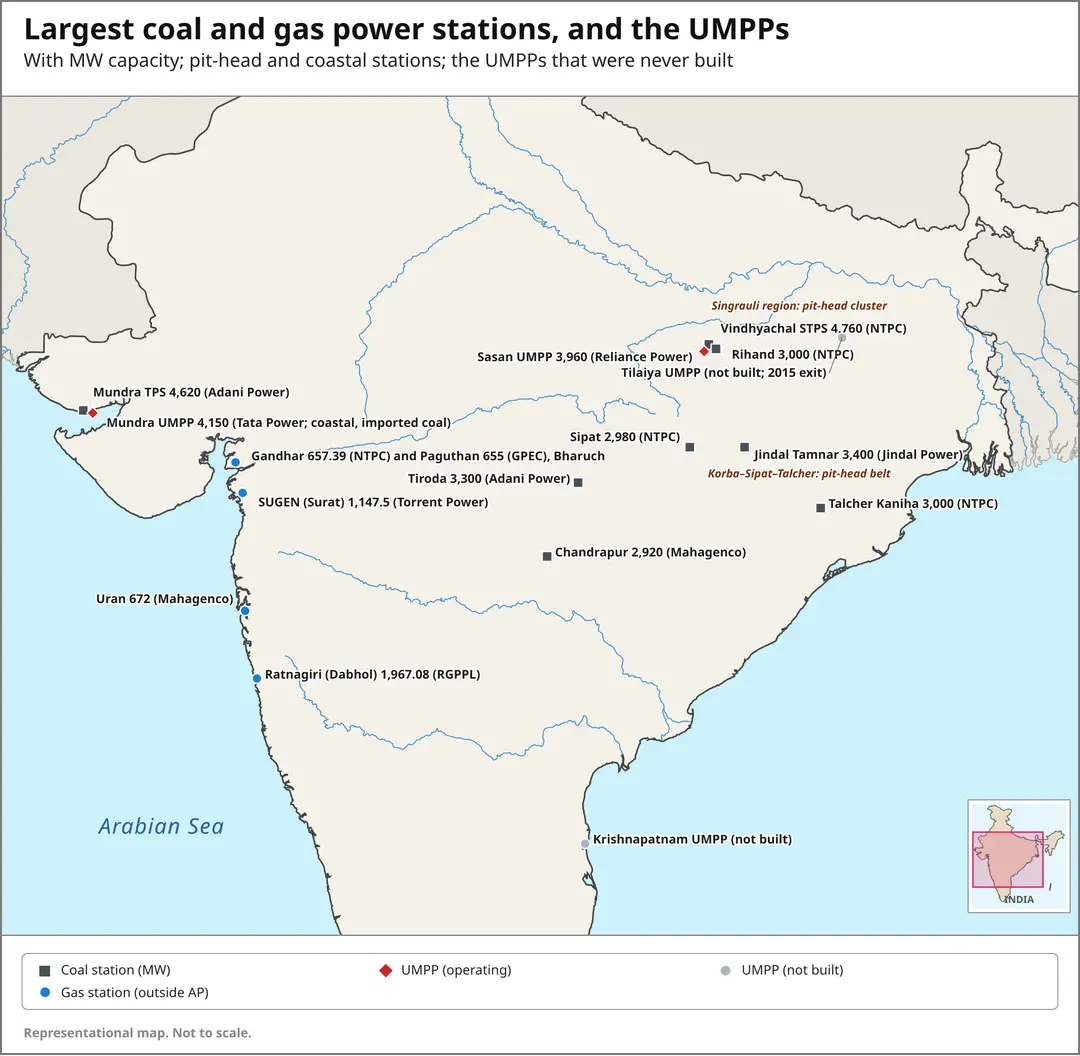 Largest coal and gas power stations, and the UMPPs
With MW capacity; pit-head and coastal stations; the UMPPs that were never built
Singrauli region: pit-head cluster
Vindhyachal STPS 4,760 (NTPC)
Sasan UMPP 3,960 (Reliance Power)
Rihand 3,000 (NTPC)
Tilaiya UMPP (not built; 2015 exit)
Mundra TPS 4,620 (Adani Power)
Mundra UMPP 4,150 (Tata Power; coastal, imported coal)
Sipat 2,980 (NTPC)
Gandhar 657.39 (NTPC) and Paguthan 655 (GPEC), Bharuch
Jindal Tamnar 3,400 (Jindal Power)
Korba–Sipat–Talcher: pit-head belt
Tiroda 3,300 (Adani Power)
SUGEN (Surat) 1,147.5 (Torrent Power)
Talcher Kaniha 3,000 (NTPC)
Chandrapur 2,920 (Mahagenco)
Uran 672 (Mahagenco)
Ratnagiri (Dabhol) 1,967.08 (RGPPL)
Arabian Sea
Krishnapatnam UMPP (not built)
INDIA
Coal station (MW)
UMPP (operating)
UMPP (not built)
Gas station (outside AP)
Representational map. Not to scale.